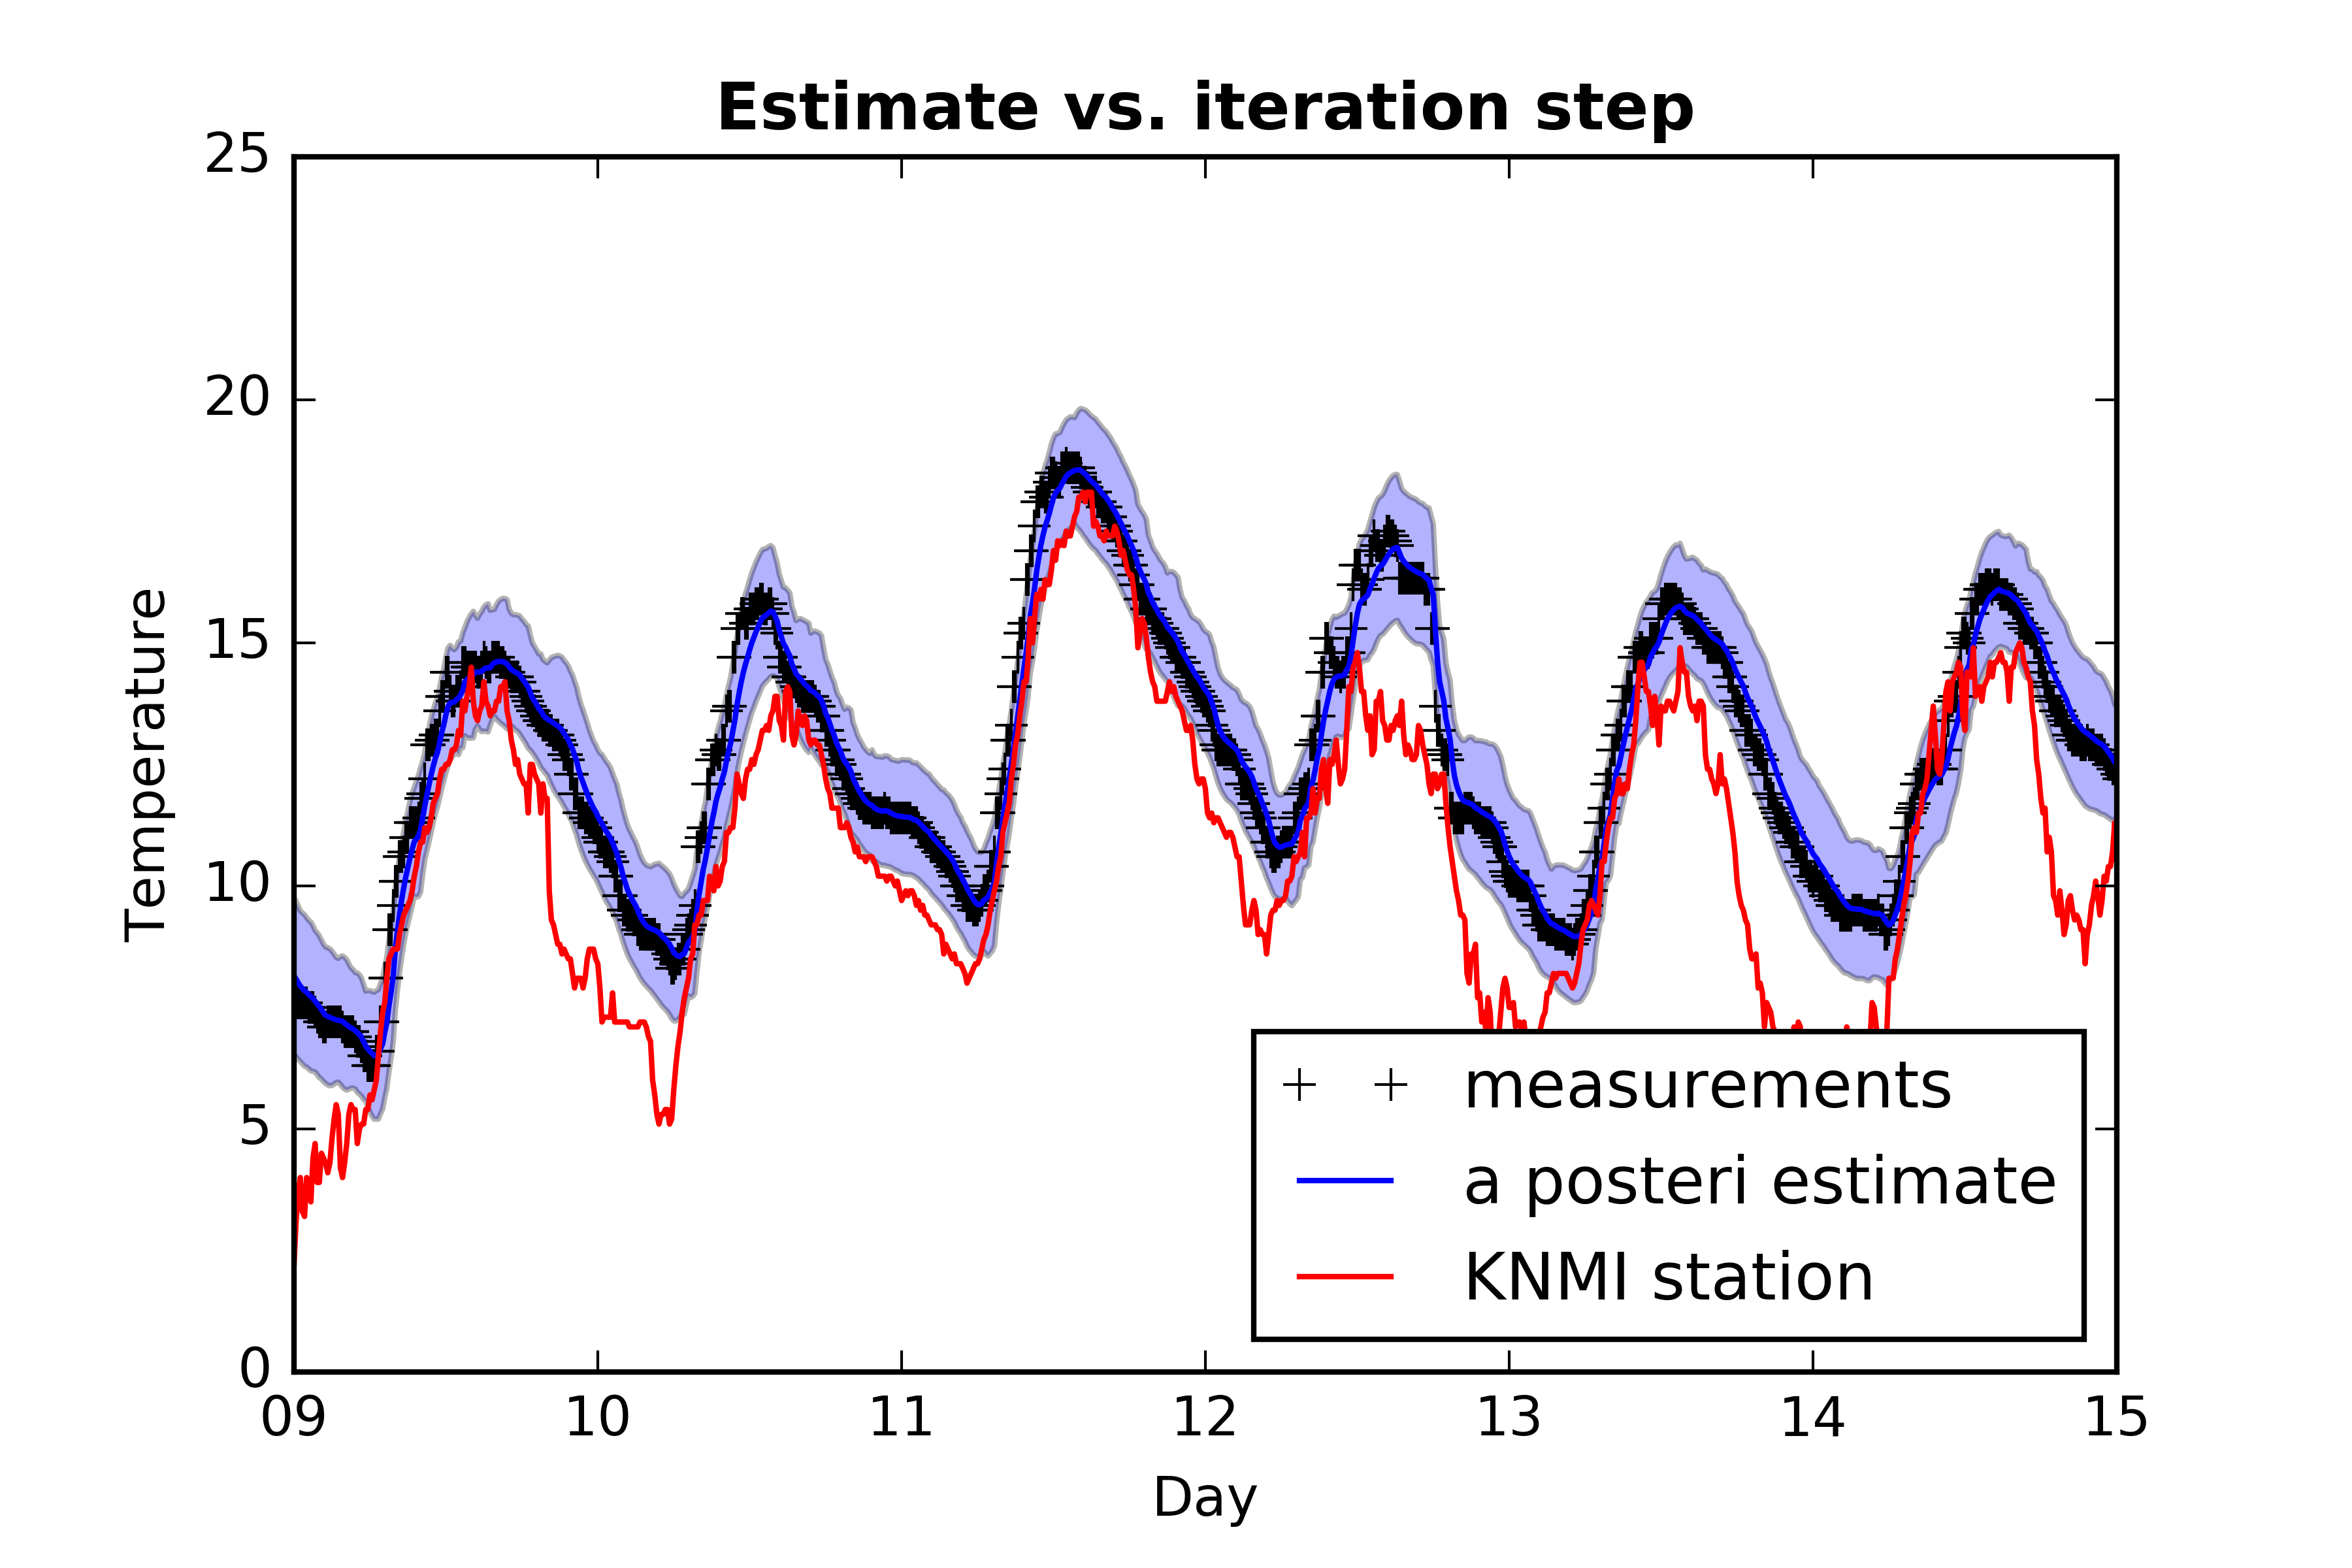 Estimate vs. iteration step
25
20
15
10
5
0
Temperature
09 10 11 12 13 14 15
Day
measurements
a posteri estimate
KNMI station